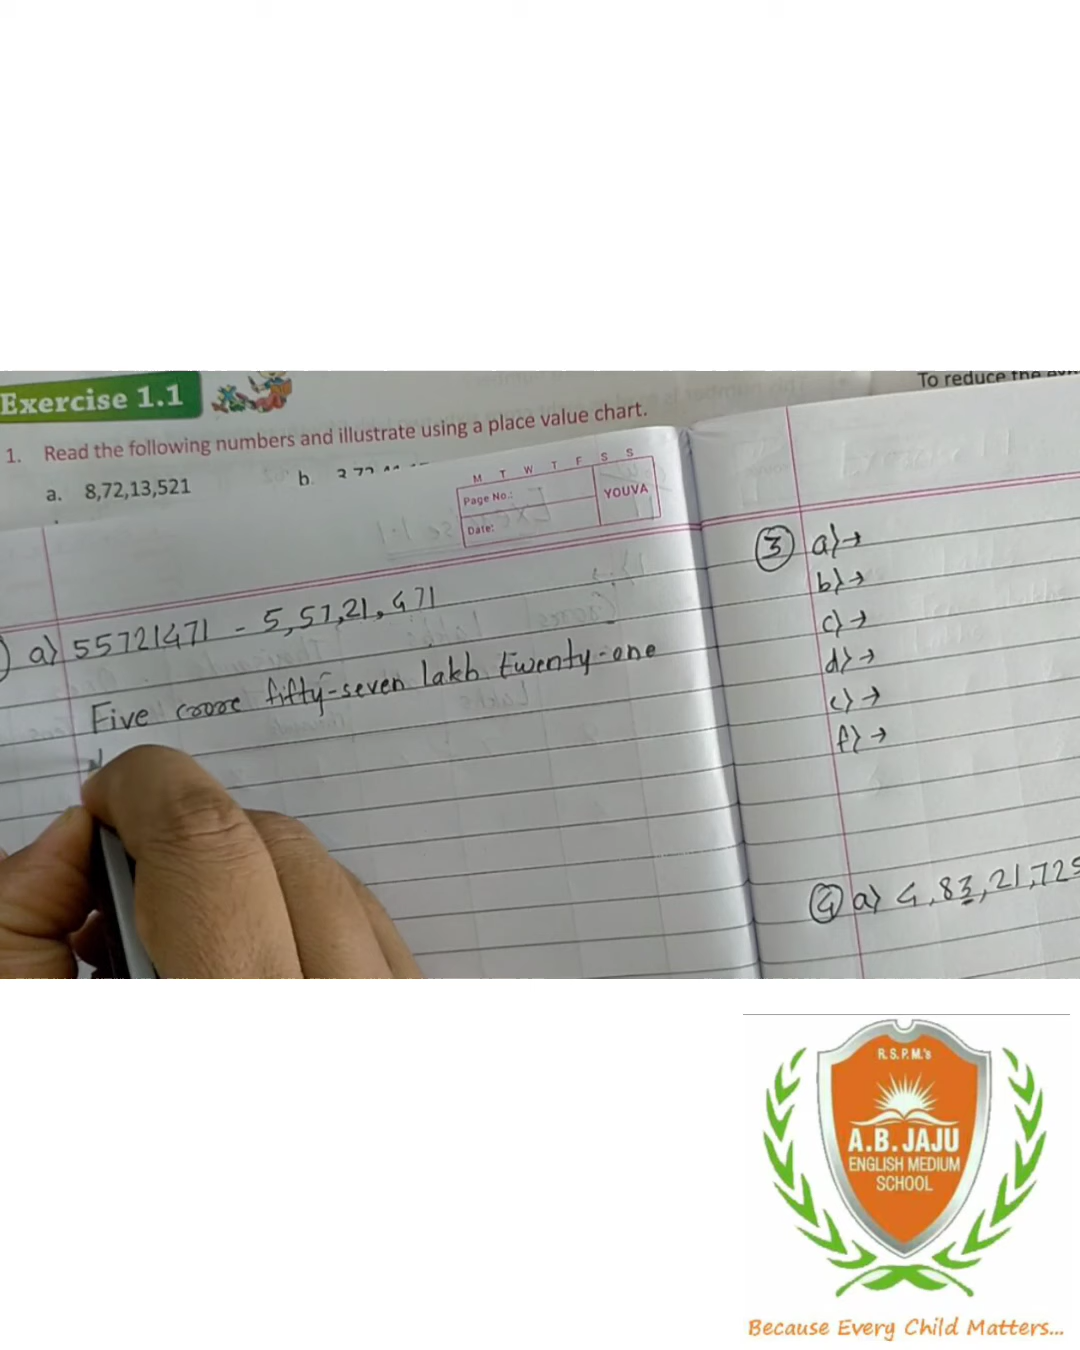 Exercise 1.1
To reduce the
1. Read the following numbers and illustrate using a place value chart.
a. 8,72,13,521
b.
M T W T F S S
Page No.:
YOUVA
Date:
a) 55721471 - 5,57,21,471
Five crore fifty-seven lakh twenty-one
3 a) →
b) →
c) →
d) →
e) →
f) →
4 a) 4,83,21,725
R.S.P.M.'s
A.B. JAJU
ENGLISH MEDIUM
SCHOOL
Because Every Child Matters...